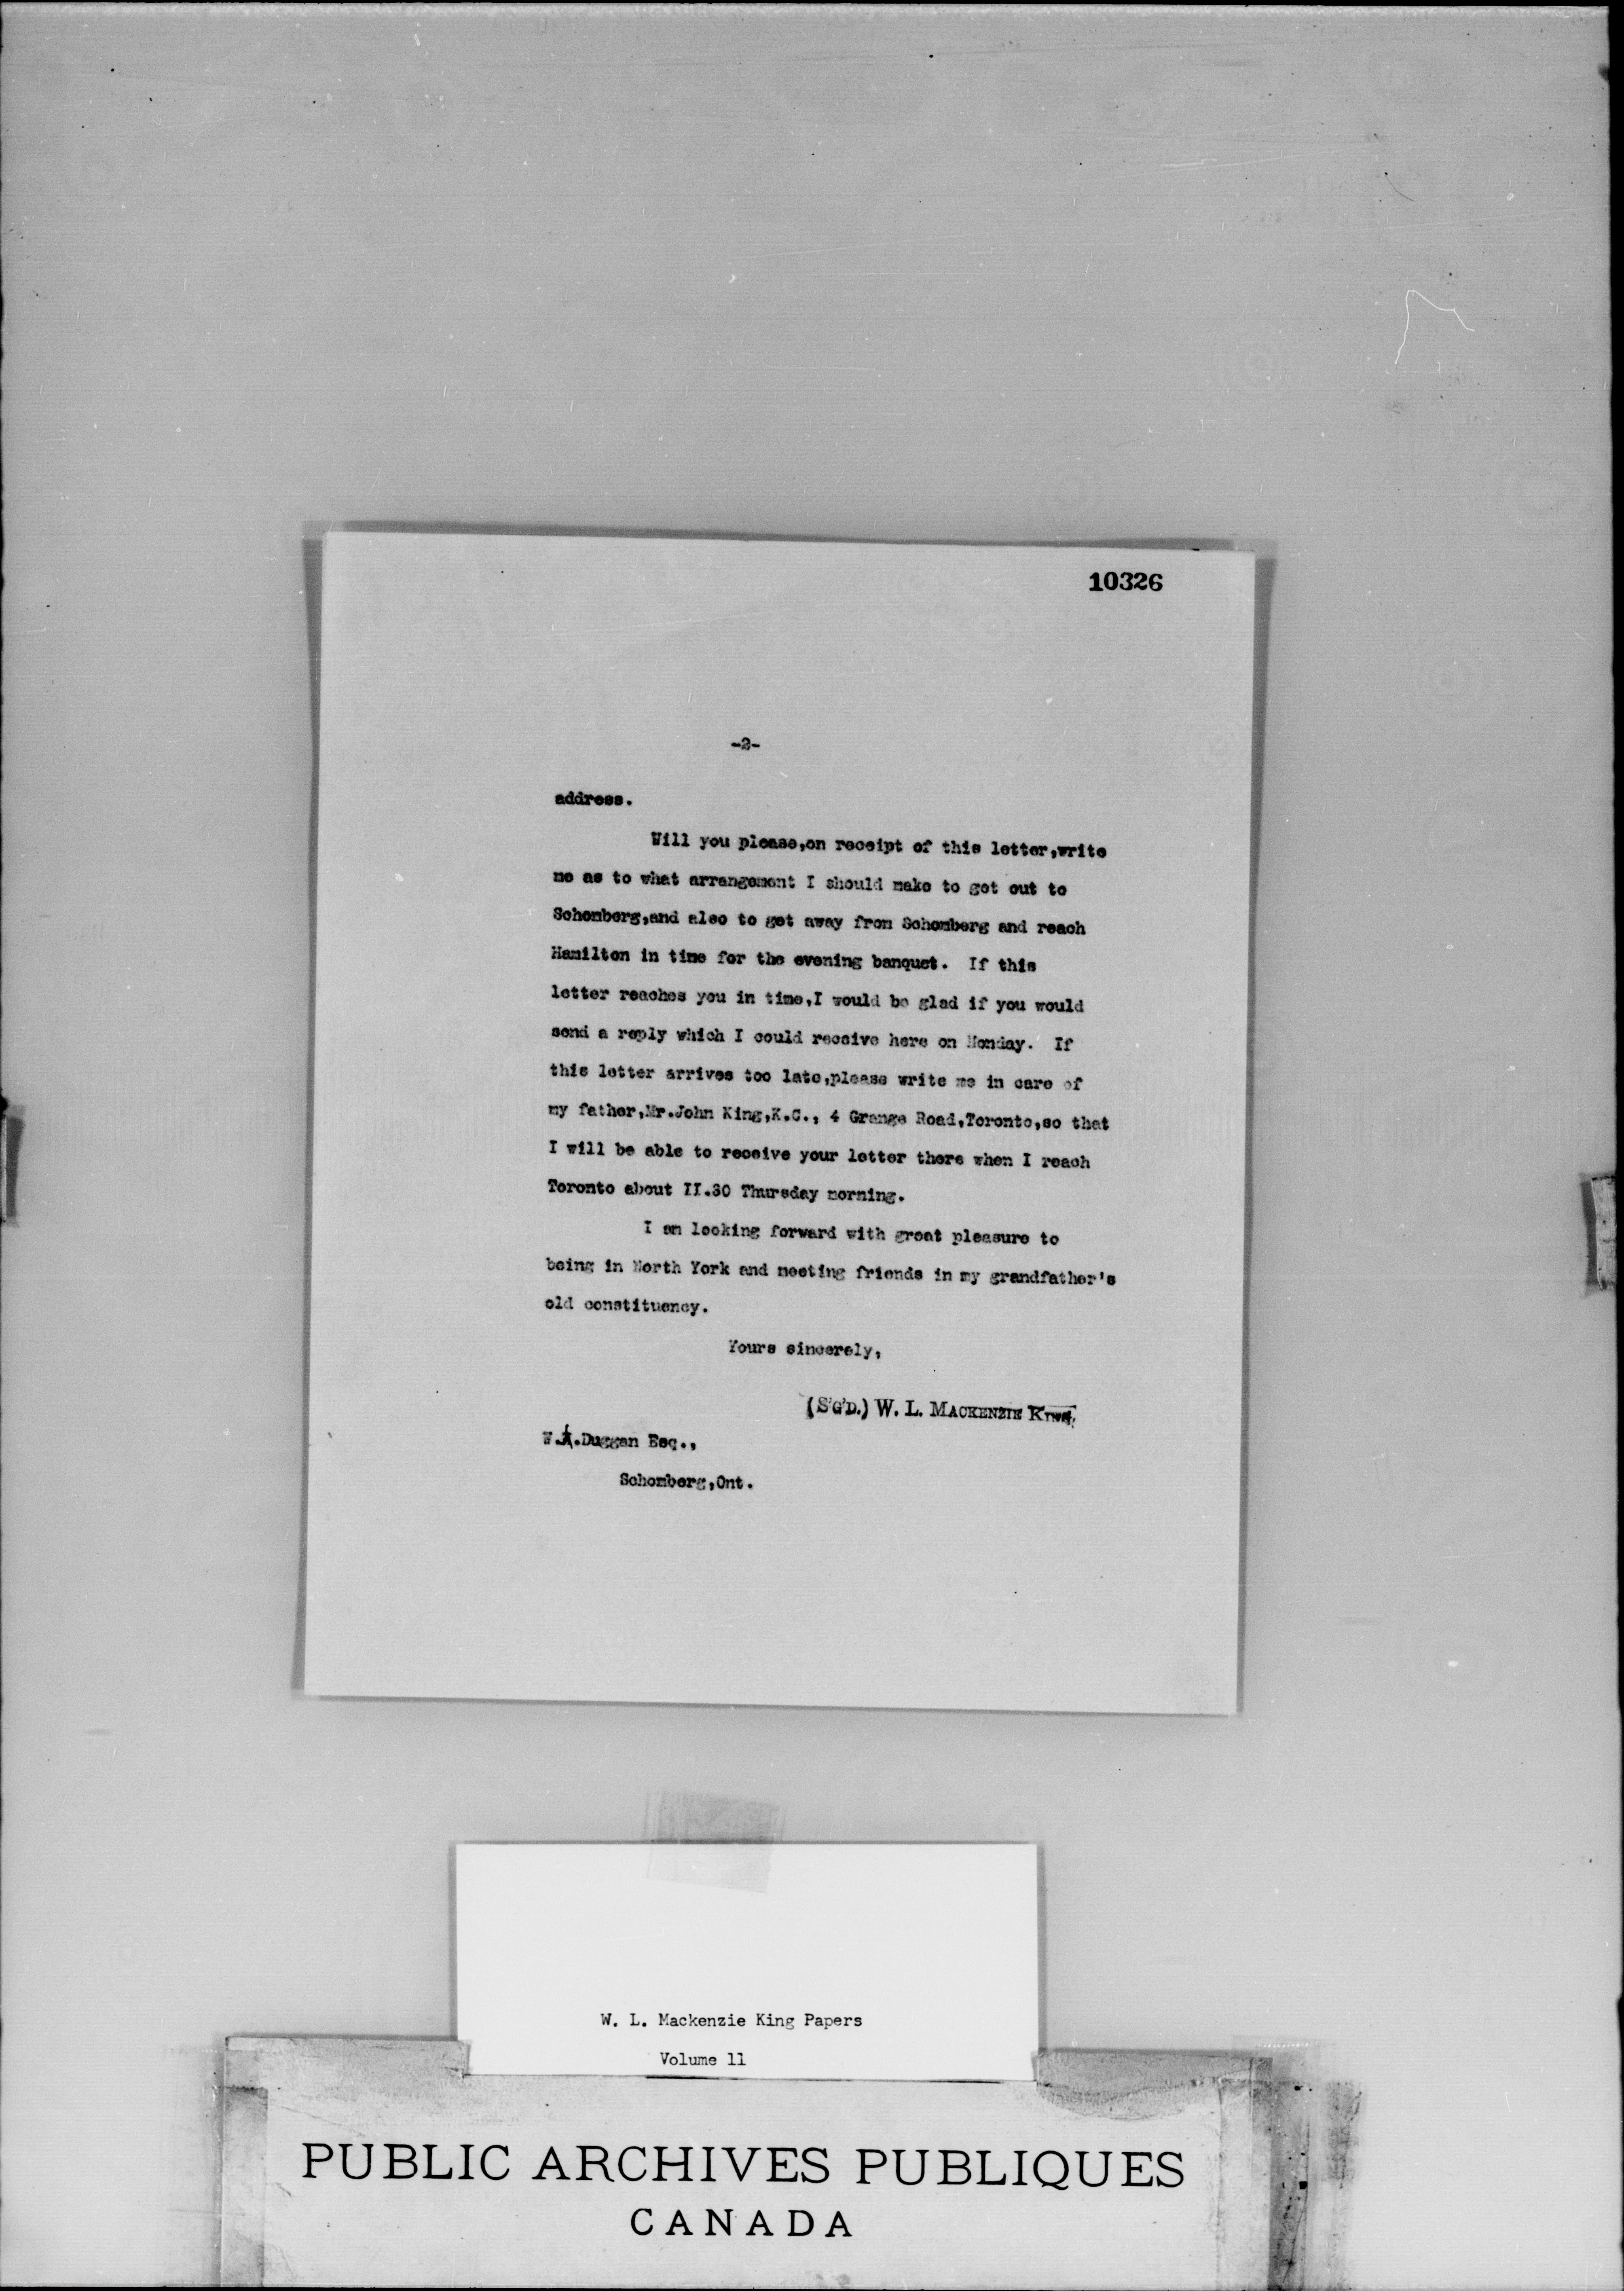 10326
-2-
address.
Will you please,on receipt of this letter,write
me as to what arrangement I should make to get out to
Schomberg,and also to get away from Schomberg and reach
Hamilton in time for the evening banquet. If this
letter reaches you in time,I would be glad if you would
send a reply which I could receive here on Monday. If
this letter arrives too late,please write me in care of
my father,Mr.John King,K.C., 4 Grange Road,Toronto,so that
I will be able to receive your letter there when I reach
Toronto about II.30 Thursday morning.
I am looking forward with great pleasure to
being in North York and meeting friends in my grandfather's
old constituency.
Yours sincerely,
(S'G'D.) W. L. MACKENZIE KING.
W.A.Duggan Esq.,
Schomberg,Ont.
W. L. Mackenzie King Papers
Volume 11
PUBLIC ARCHIVES PUBLIQUES
CANADA